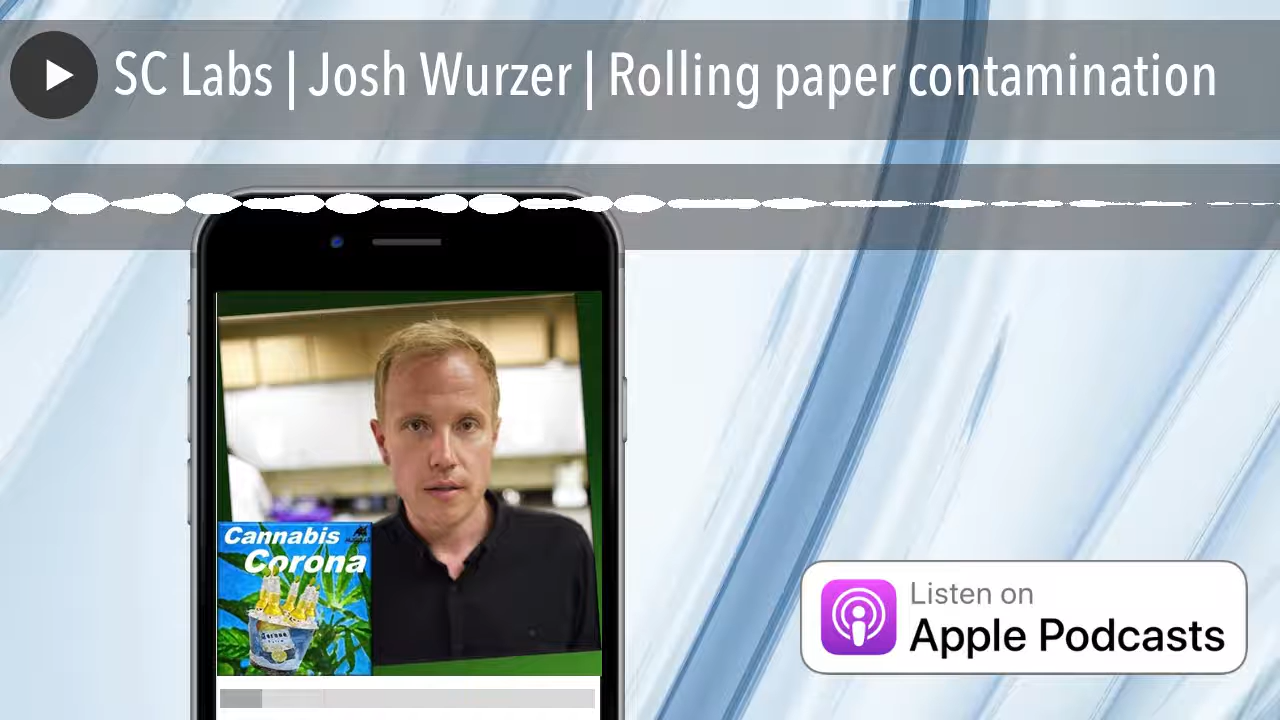 SC Labs | Josh Wurzer | Rolling paper contamination
Cannabis
Corona
Listen on
Apple Podcasts